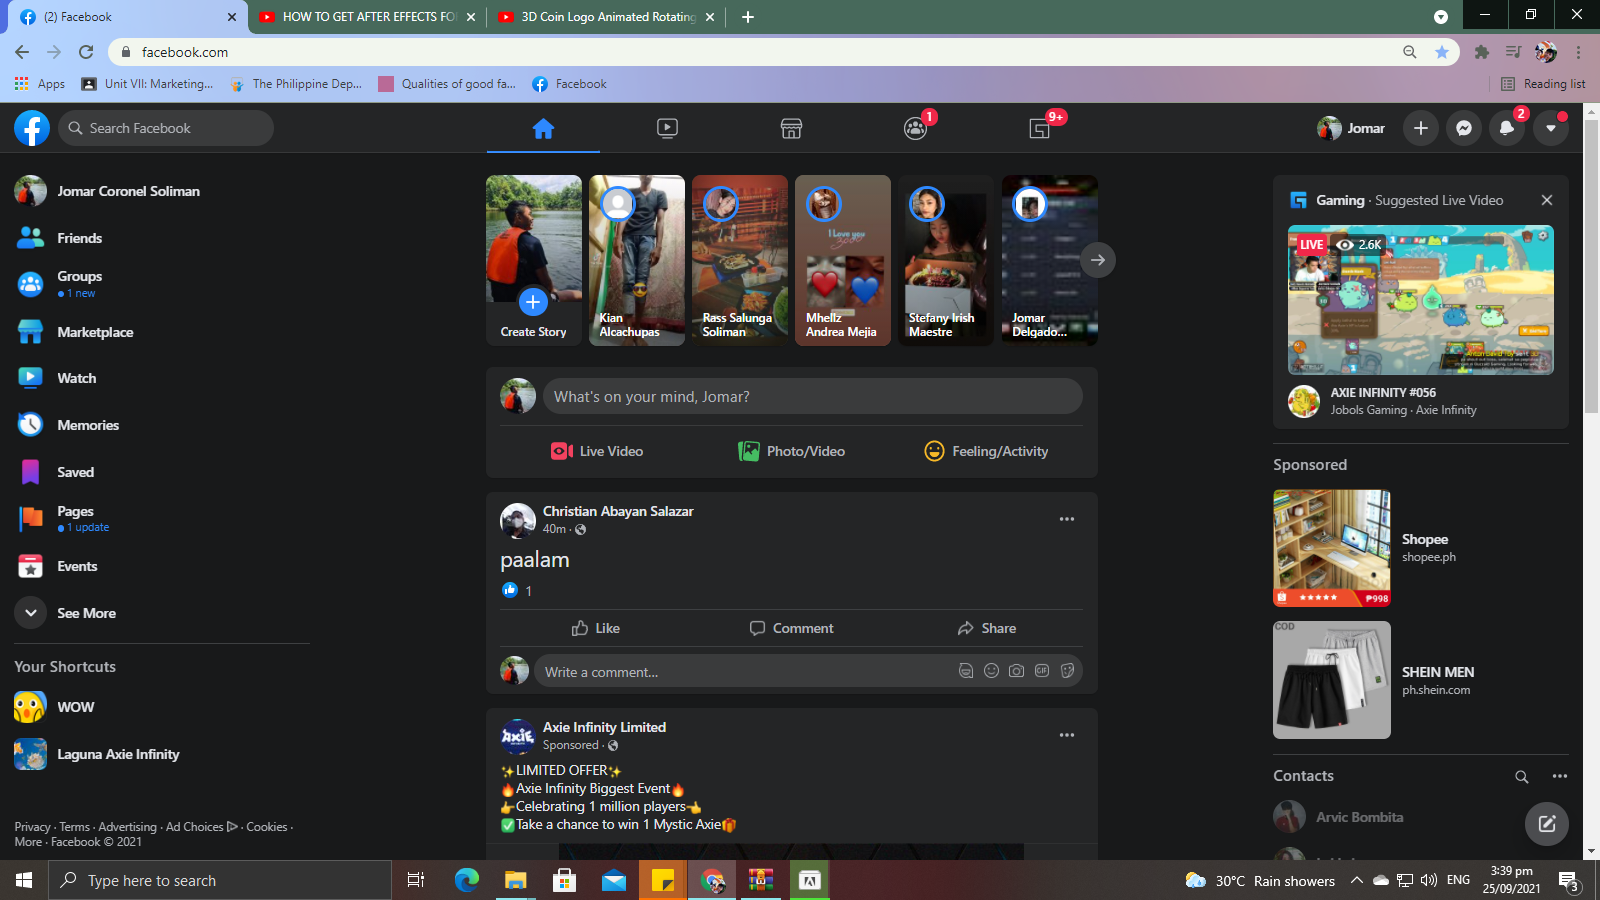 (2) Facebook
HOW TO GET AFTER EFFECTS FO
3D Coin Logo Animated Rotating
facebook.com
Apps
Unit VII: Marketing...
The Philippine Dep...
Qualities of good fa...
Facebook
Reading list
Search Facebook
1
9+
Jomar
2
Jomar Coronel Soliman
Friends
Groups
1 new
Marketplace
Watch
Memories
Saved
Pages
1 update
Events
See More
Your Shortcuts
WOW
Laguna Axie Infinity
Privacy · Terms · Advertising · Ad Choices · Cookies ·
More · Facebook © 2021
Create Story
Kian
Alcachupas
Rass Salunga
Soliman
I Love you
3000
Mhellz
Andrea Mejia
Stefany Irish
Maestre
Jomar
Delgado...
What's on your mind, Jomar?
Live Video
Photo/Video
Feeling/Activity
Christian Abayan Salazar
40m ·
paalam
1
Like
Comment
Share
Write a comment...
GIF
AXIE
Axie Infinity Limited
Sponsored ·
✨LIMITED OFFER✨
🔥Axie Infinity Biggest Event🔥
👉Celebrating 1 million players👈
✅Take a chance to win 1 Mystic Axie🎁
Gaming · Suggested Live Video
LIVE
2.6K
AXIE INFINITY #056
Jobols Gaming · Axie Infinity
Sponsored
₱998
Shopee
shopee.ph
COD
SHEIN MEN
ph.shein.com
Contacts
Arvic Bombita
Type here to search
30°C Rain showers
ENG
3:39 pm
25/09/2021
3